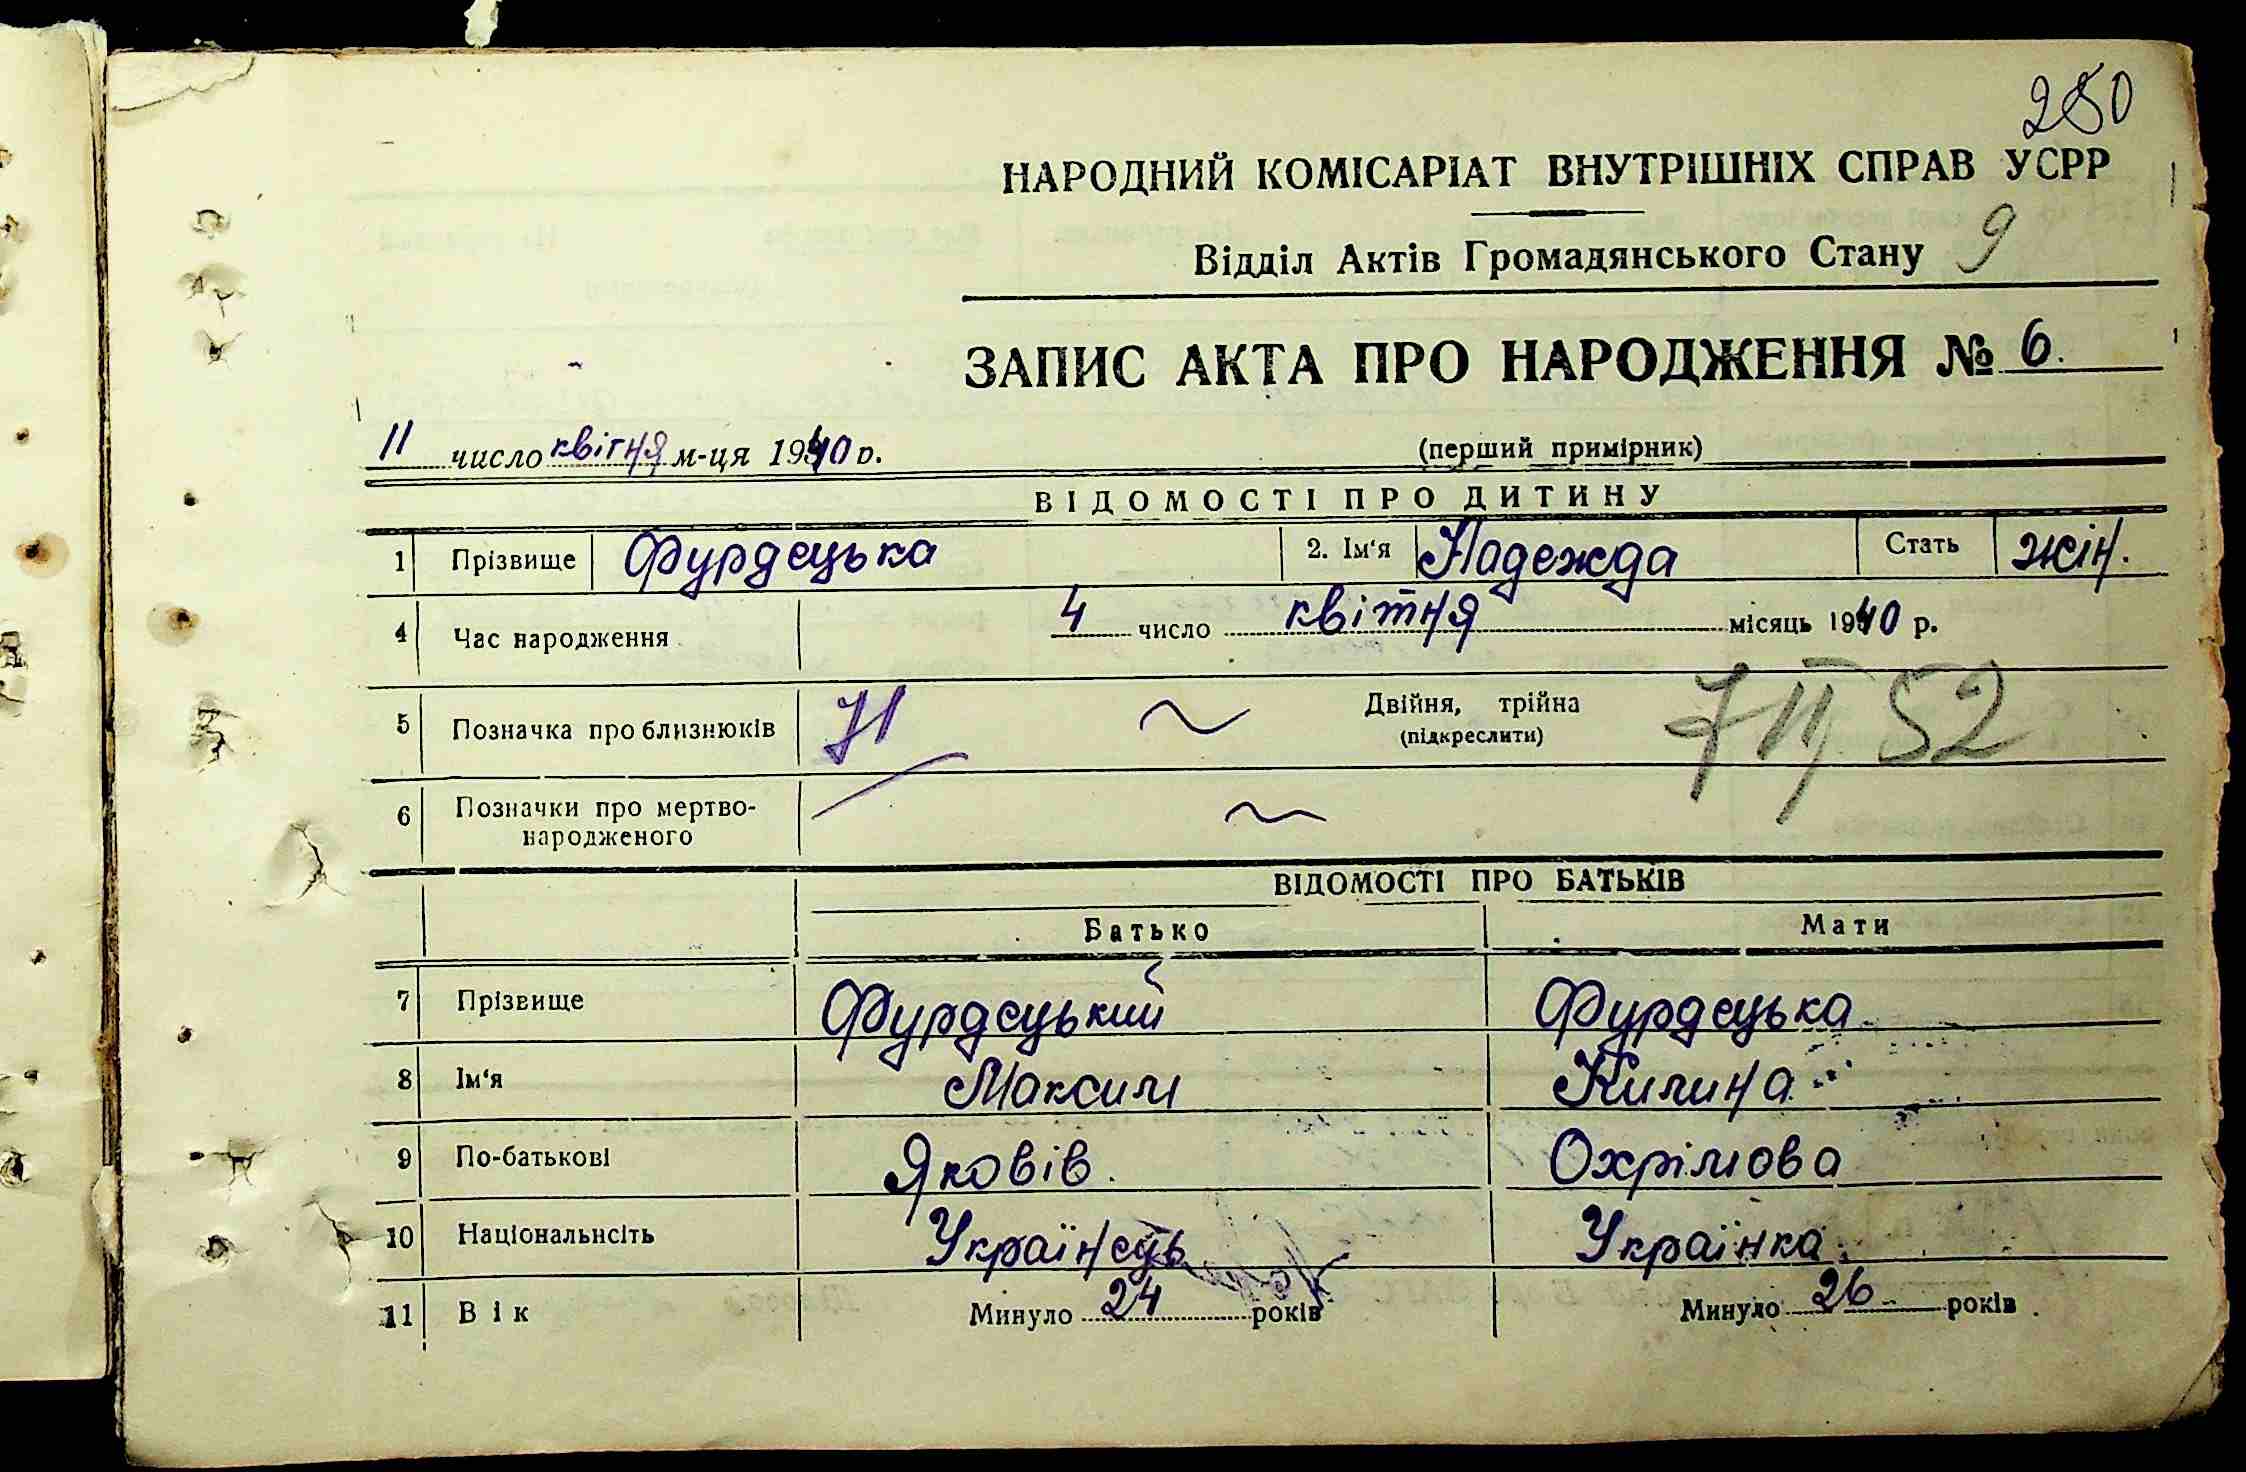 280
НАРОДНИЙ КОМІСАРІАТ ВНУТРІШНІХ СПРАВ УСРР
Відділ Актів Громадянського Стану 9
ЗАПИС АКТА ПРО НАРОДЖЕННЯ № 6.
11 число квітня м-ця 1940 р. (перший примірник)
ВІДОМОСТІ ПРО ДИТИНУ
1 Прізвище Фурдецька 2. Ім‘я Надежда Стать жін.
4 Час народження 4 число квітня місяць 1940 р.
5 Позначка про близнюків Н ~ Двійня, трійна (підкреслити) 7 II 52
6 Позначки про мертво-
народженого ~
ВІДОМОСТІ ПРО БАТЬКІВ
Батько Мати
7 Прізвище Фурдецький Фурдецька
8 Ім‘я Максим Килина
9 По-батькові Яковів. Охрімова
10 Національнсіть Українець Українка.
11 Вік Минуло 24 років Минуло 26 років